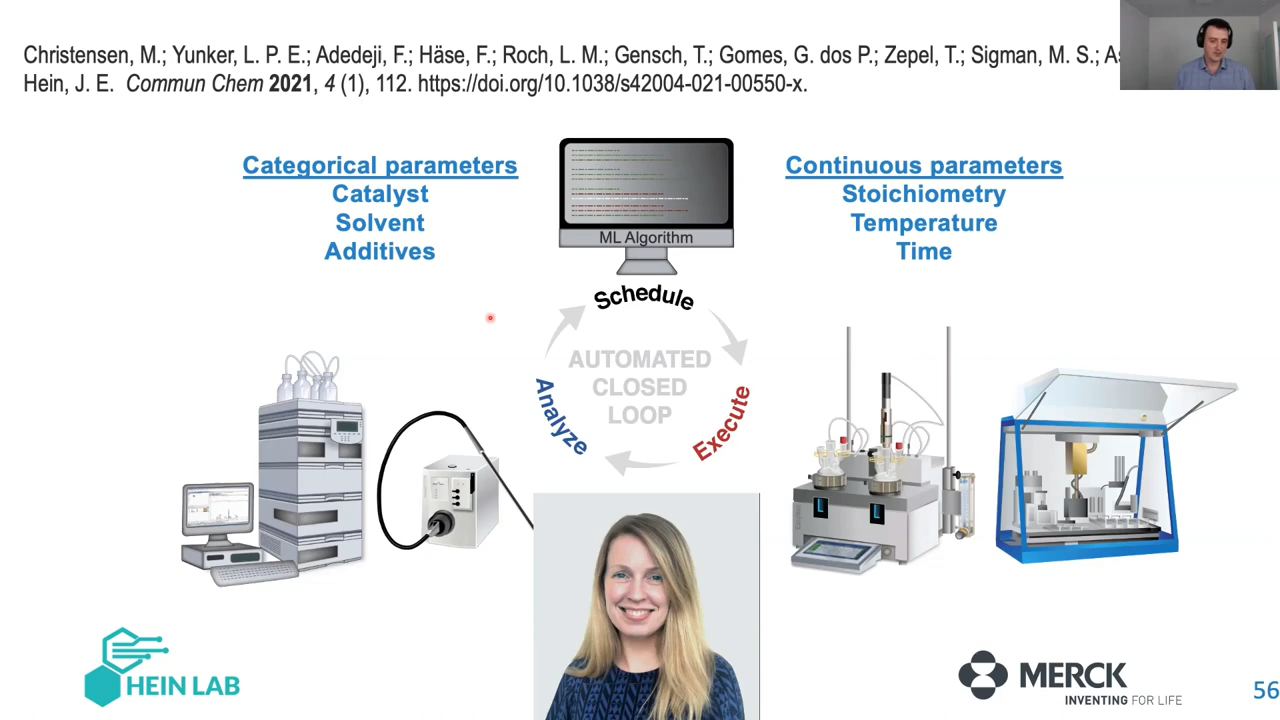 Christensen, M.; Yunker, L. P. E.; Adedeji, F.; Häse, F.; Roch, L. M.; Gensch, T.; Gomes, G. dos P.; Zepel, T.; Sigman, M. S.;
Hein, J. E. Commun Chem 2021, 4 (1), 112. https://doi.org/10.1038/s42004-021-00550-x.
Categorical parameters
Catalyst
Solvent
Additives
ML Algorithm
Continuous parameters
Stoichiometry
Temperature
Time
Schedule
AUTOMATED
CLOSED
LOOP
Analyze
Execute
HEIN LAB
MERCK
INVENTING FOR LIFE
56